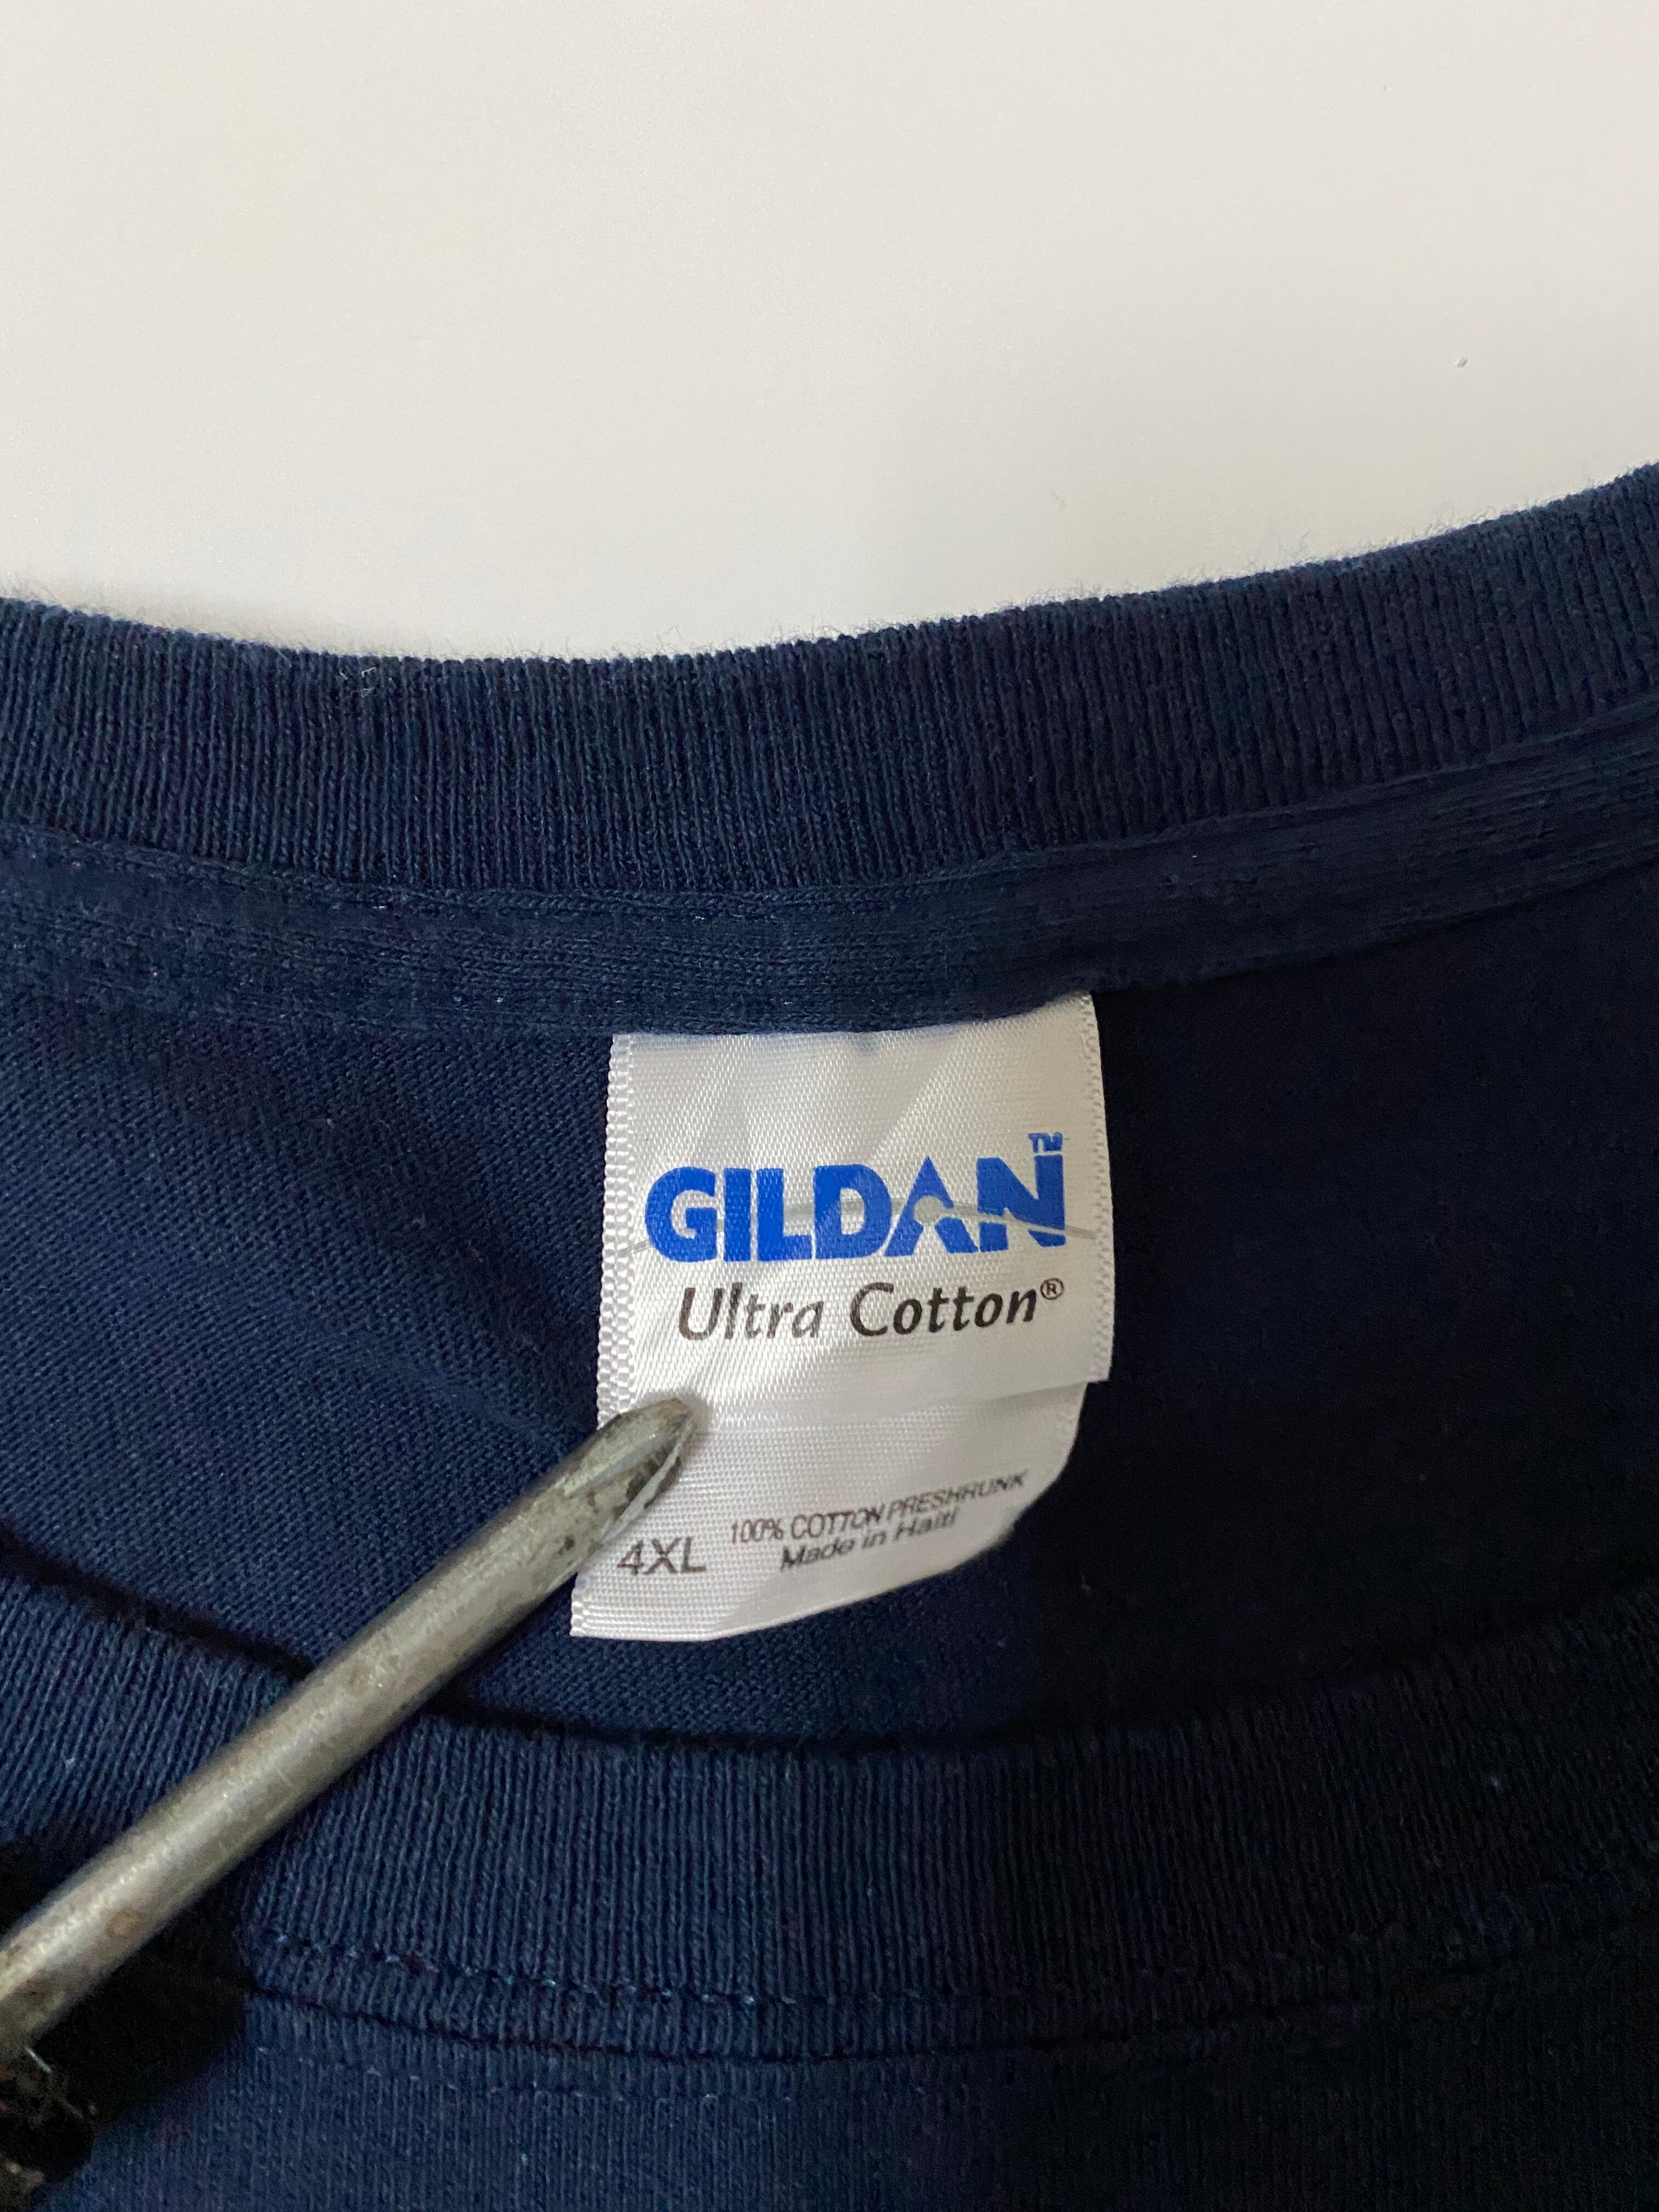 GILDAN™
Ultra Cotton®
4XL 100% COTTON PRESHRUNK
Made in Haiti